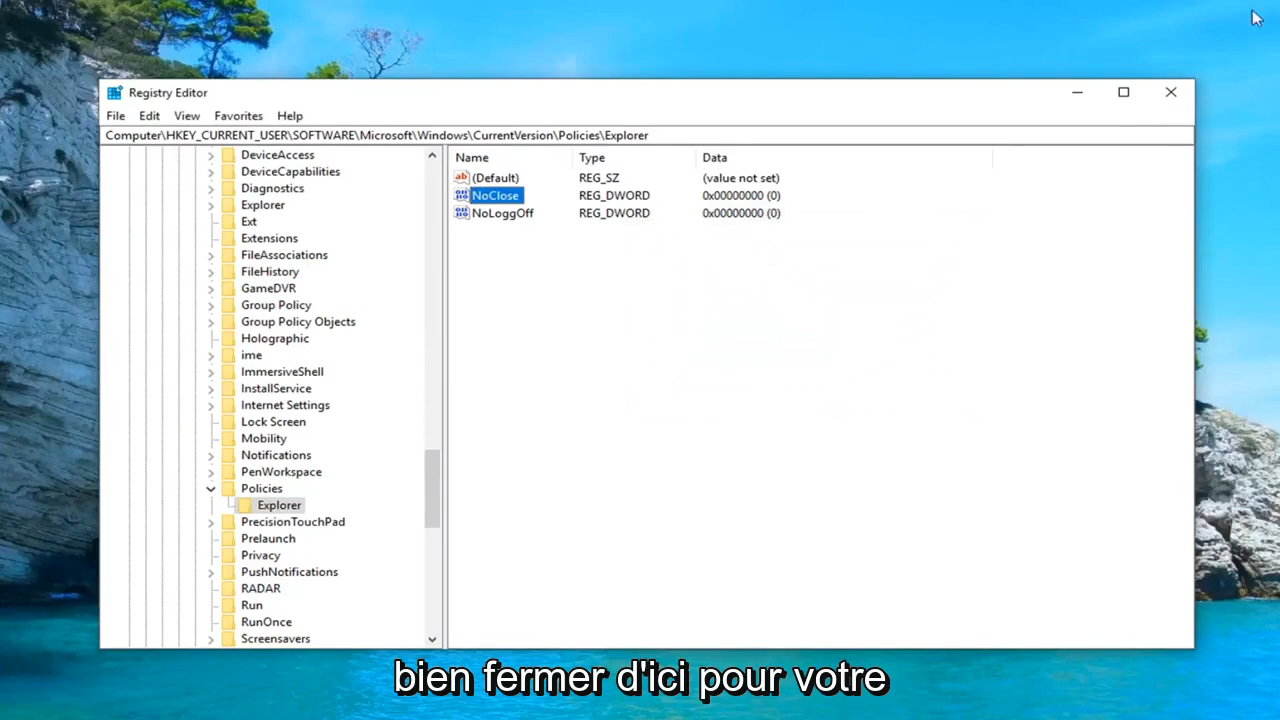 Registry Editor
File Edit View Favorites Help
Computer\HKEY_CURRENT_USER\SOFTWARE\Microsoft\Windows\CurrentVersion\Policies\Explorer
DeviceAccess
DeviceCapabilities
Diagnostics
Explorer
Ext
Extensions
FileAssociations
FileHistory
GameDVR
Group Policy
Group Policy Objects
Holographic
ime
ImmersiveShell
InstallService
Internet Settings
Lock Screen
Mobility
Notifications
PenWorkspace
Policies
Explorer
PrecisionTouchPad
Prelaunch
Privacy
PushNotifications
RADAR
Run
RunOnce
Screensavers
Name Type Data
(Default) REG_SZ (value not set)
NoClose REG_DWORD 0x00000000 (0)
NoLoggOff REG_DWORD 0x00000000 (0)
bien fermer d'ici pour votre